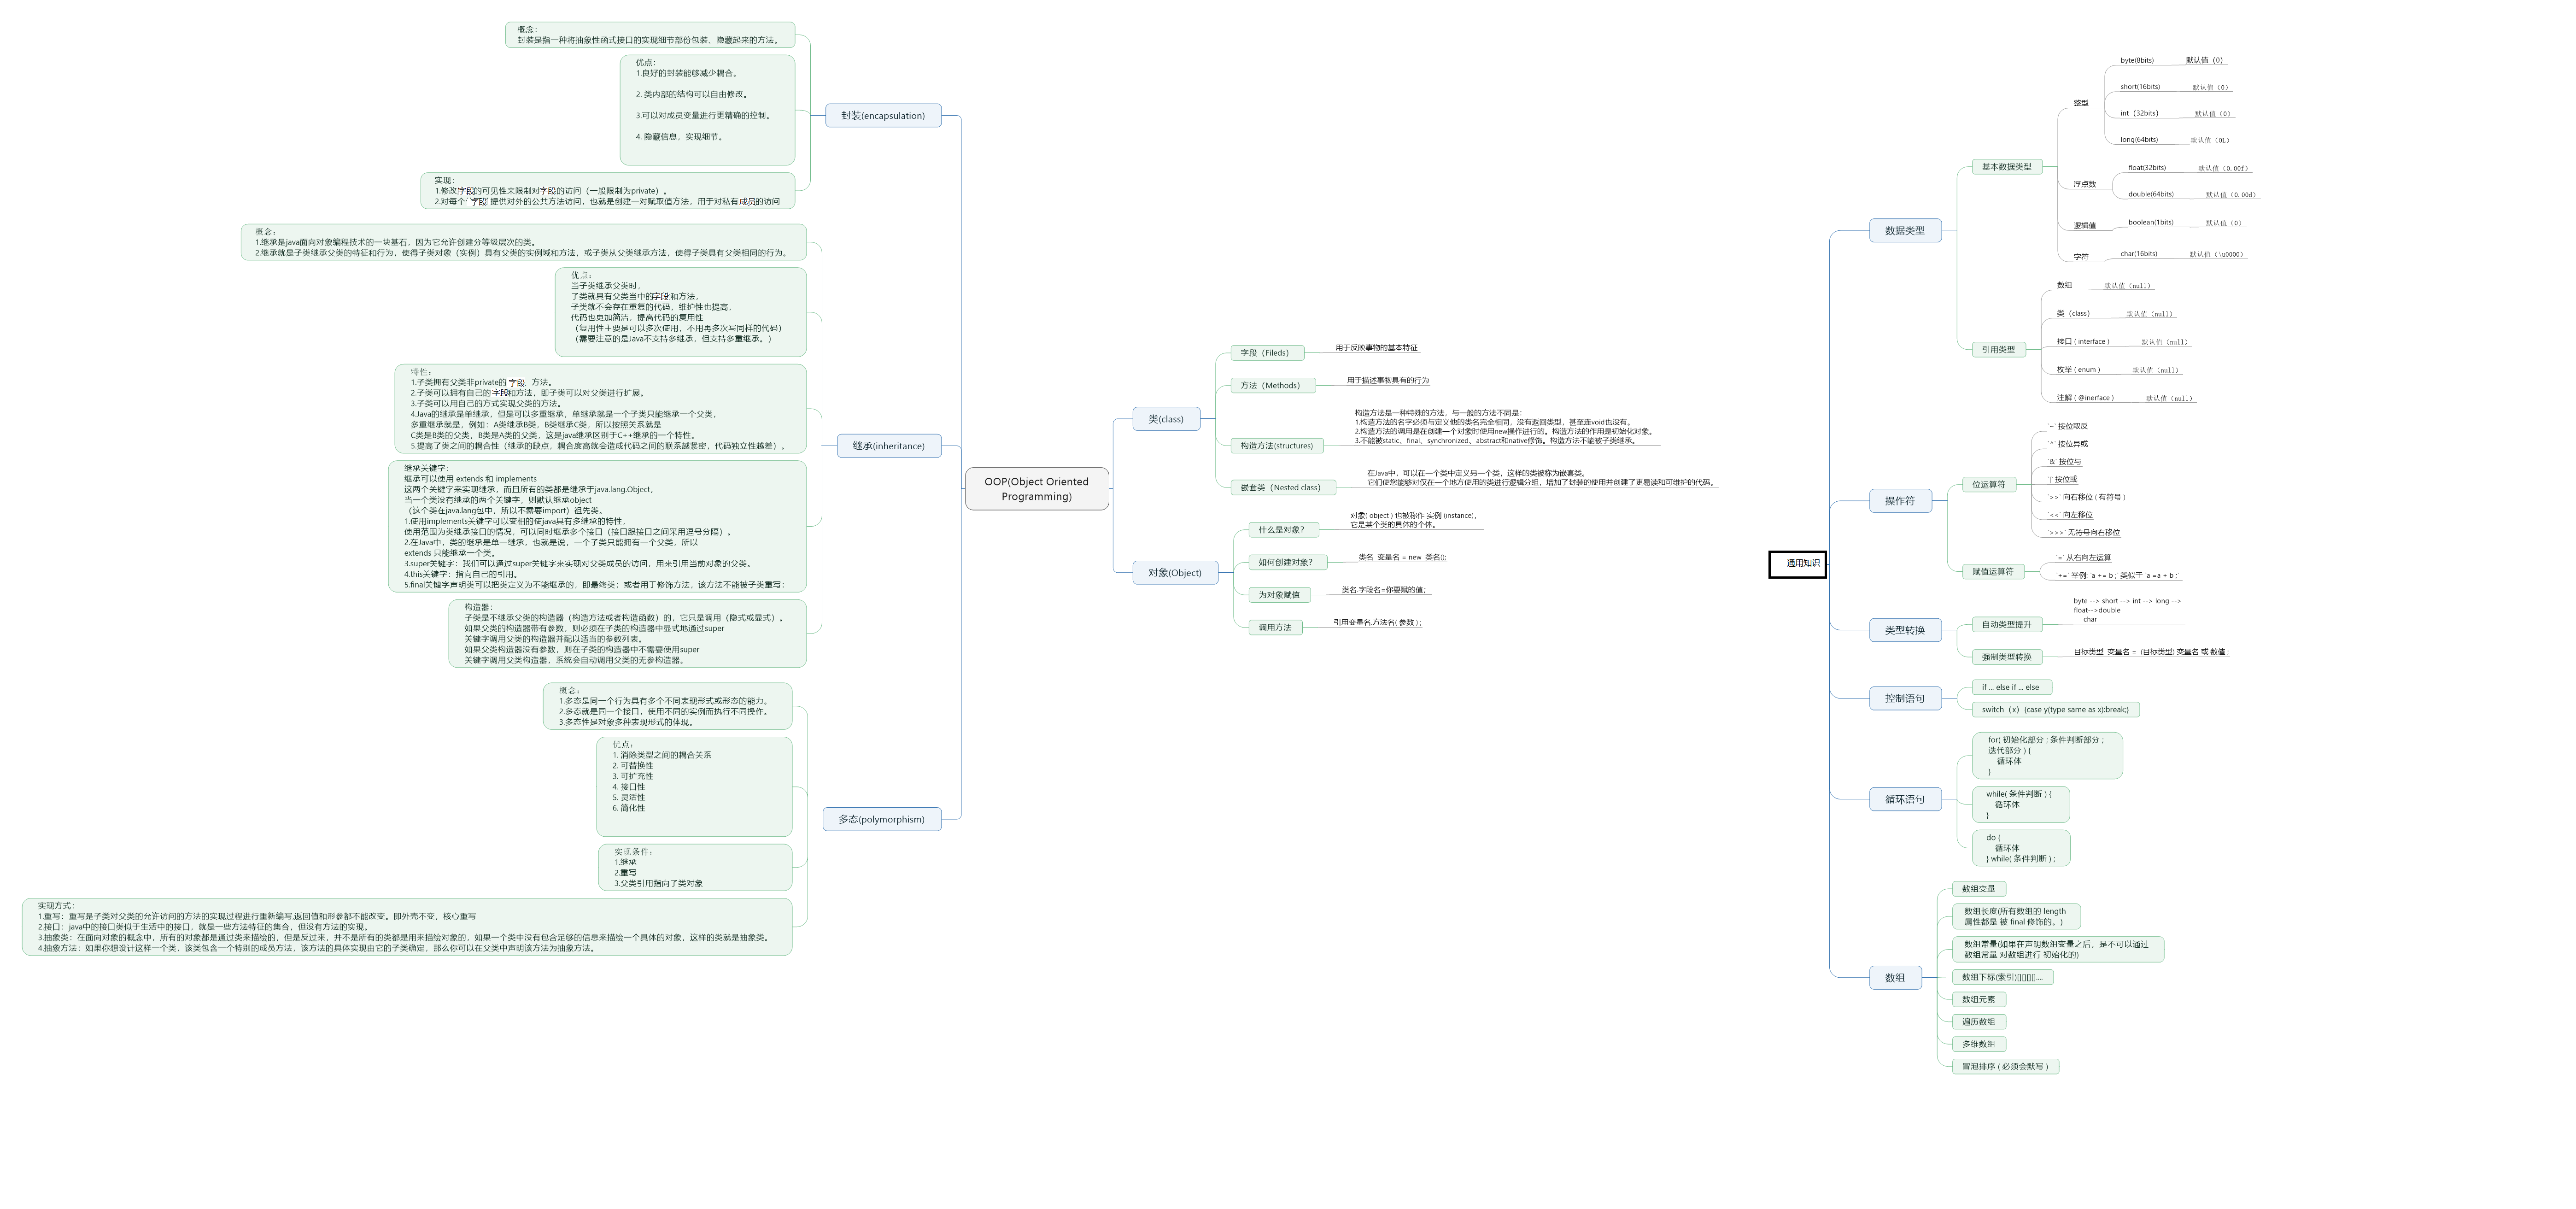 概念：
封装是指一种将抽象性函式接口的实现细节部份包装、隐藏起来的方法。
优点：
1.良好的封装能够减少耦合。
2. 类内部的结构可以自由修改。
3.可以对成员变量进行更精确的控制。
4. 隐藏信息，实现细节。
实现：
1.修改字段的可见性来限制对字段的访问（一般限制为private）。
2.对每个字段提供对外的公共方法访问，也就是创建一对赋取值方法，用于对私有成员的访问
封装(encapsulation)
概念：
1.继承是java面向对象编程技术的一块基石，因为它允许创建分等级层次的类。
2.继承就是子类继承父类的特征和行为，使得子类对象（实例）具有父类的实例域和方法，或子类从父类继承方法，使得子类具有父类相同的行为。
优点：
当子类继承父类时，
子类就具有父类当中的字段和方法，
子类就不会存在重复的代码，维护性也提高，
代码也更加简洁，提高代码的复用性
（复用性主要是可以多次使用，不用再多次写同样的代码）
（需要注意的是Java不支持多继承，但支持多重继承。）
特性：
1.子类拥有父类非private的 字段、方法。
2.子类可以拥有自己的字段和方法，即子类可以对父类进行扩展。
3.子类可以用自己的方式实现父类的方法。
4.Java的继承是单继承，但是可以多重继承，单继承就是一个子类只能继承一个父类，
多重继承就是，例如：A类继承B类，B类继承C类，所以按照关系就是
C类是B类的父类，B类是A类的父类，这是java继承区别于C++继承的一个特性。
5.提高了类之间的耦合性（继承的缺点，耦合度高就会造成代码之间的联系越紧密，代码独立性越差）。
继承关键字：
继承可以使用 extends 和 implements
这两个关键字来实现继承，而且所有的类都是继承于java.lang.Object，
当一个类没有继承的两个关键字，则默认继承object
（这个类在java.lang包中，所以不需要import）祖先类。
1.使用implements关键字可以变相的使java具有多继承的特性，
使用范围为类继承接口的情况，可以同时继承多个接口（接口跟接口之间采用逗号分隔）。
2.在Java中，类的继承是单一继承，也就是说，一个子类只能拥有一个父类，所以
extends 只能继承一个类。
3.super关键字：我们可以通过super关键字来实现对父类成员的访问，用来引用当前对象的父类。
4.this关键字：指向自己的引用。
5.final关键字声明类可以把类定义为不能继承的，即最终类；或者用于修饰方法，该方法不能被子类重写：
构造器：
子类是不继承父类的构造器（构造方法或者构造函数）的，它只是调用（隐式或显式）。
如果父类的构造器带有参数，则必须在子类的构造器中显式地通过super
关键字调用父类的构造器并配以适当的参数列表。
如果父类构造器没有参数，则在子类的构造器中不需要使用super
关键字调用父类构造器，系统会自动调用父类的无参构造器。
继承(inheritance)
概念：
1.多态是同一个行为具有多个不同表现形式或形态的能力。
2.多态就是同一个接口，使用不同的实例而执行不同操作。
3.多态性是对象多种表现形式的体现。
优点：
1. 消除类型之间的耦合关系
2. 可替换性
3. 可扩充性
4. 接口性
5. 灵活性
6. 简化性
实现条件：
1.继承
2.重写
3.父类引用指向子类对象
实现方式：
1.重写：重写是子类对父类的允许访问的方法的实现过程进行重新编写,返回值和形参都不能改变。即外壳不变，核心重写
2.接口：java中的接口类似于生活中的接口，就是一些方法特征的集合，但没有方法的实现。
3.抽象类：在面向对象的概念中，所有的对象都是通过类来描绘的，但是反过来，并不是所有的类都是用来描绘对象的，如果一个类中没有包含足够的信息来描绘一个具体的对象，这样的类就是抽象类。
4.抽象方法：如果你想设计这样一个类，该类包含一个特别的成员方法，该方法的具体实现由它的子类确定，那么你可以在父类中声明该方法为抽象方法。
多态(polymorphism)
OOP(Object Oriented
Programming)
类(class)
字段（Fileds）
用于反映事物的基本特征
方法（Methods）
用于描述事物具有的行为
构造方法(structures)
构造方法是一种特殊的方法，与一般的方法不同是：
1.构造方法的名字必须与定义他的类名完全相同，没有返回类型，甚至连void也没有。
2.构造方法的调用是在创建一个对象时使用new操作进行的。构造方法的作用是初始化对象。
3.不能被static、final、synchronized、abstract和native修饰。构造方法不能被子类继承。
嵌套类（Nested class）
在Java中，可以在一个类中定义另一个类，这样的类被称为嵌套类。
它们使您能够对仅在一个地方使用的类进行逻辑分组，增加了封装的使用并创建了更易读和可维护的代码。
对象(Object)
什么是对象？
对象( object ) 也被称作 实例 (instance)，
它是某个类的具体的个体。
如何创建对象？
类名 变量名 = new 类名();
为对象赋值
类名.字段名=你要赋的值；
调用方法
引用变量名.方法名( 参数 ) ;
通用知识
数据类型
基本数据类型
整型
byte(8bits) 默认值（0）
short(16bits) 默认值（0）
int（32bits） 默认值（0）
long(64bits) 默认值（0L）
浮点数
float(32bits) 默认值（0.00f）
double(64bits) 默认值（0.00d）
逻辑值
boolean(1bits) 默认值（0）
字符
char(16bits) 默认值（\u0000）
引用类型
数组 默认值（null）
类（class） 默认值（null）
接口 ( interface ) 默认值（null）
枚举 ( enum ) 默认值（null）
注解 ( @inerface ) 默认值（null）
操作符
位运算符
`~` 按位取反
`^` 按位异或
`&` 按位与
`|` 按位或
`>>` 向右移位 ( 有符号 )
`<<` 向左移位
`>>>` 无符号向右移位
赋值运算符
`=` 从右向左运算
`+=` 举例: `a += b ;` 类似于 `a =a + b ;`
类型转换
自动类型提升
byte --> short --> int --> long -->
float-->double
char
强制类型转换
目标类型 变量名 = (目标类型) 变量名 或 数值 ;
控制语句
if ... else if ... else
switch（x）{case y(type same as x):break;}
循环语句
for( 初始化部分 ; 条件判断部分 ;
迭代部分 ) {
循环体
}
while( 条件判断 ) {
循环体
}
do {
循环体
} while( 条件判断 ) ;
数组
数组变量
数组长度(所有数组的 length
属性都是 被 final 修饰的。)
数组常量(如果在声明数组变量之后，是不可以通过
数组常量 对数组进行 初始化的)
数组下标(索引)[][][][]....
数组元素
遍历数组
多维数组
冒泡排序 ( 必须会默写 )